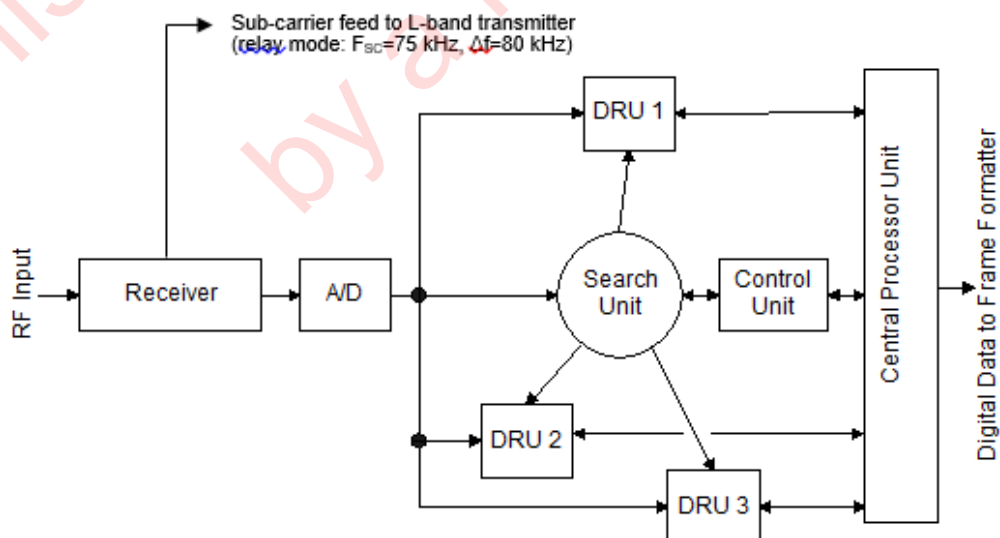 Sub-carrier feed to L-band transmitter
(relay mode: FSC=75 kHz, Δf=80 kHz)
DRU 1
RF Input
Receiver
A/D
Search
Unit
Control
Unit
Central Processor Unit
Digital Data to Frame Formatter
DRU 2
DRU 3
by a